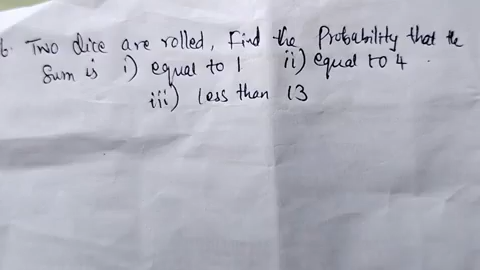 6. Two dice are rolled, Find the Probability that the
Sum is i) equal to 1 ii) equal to 4.
iii) less than 13